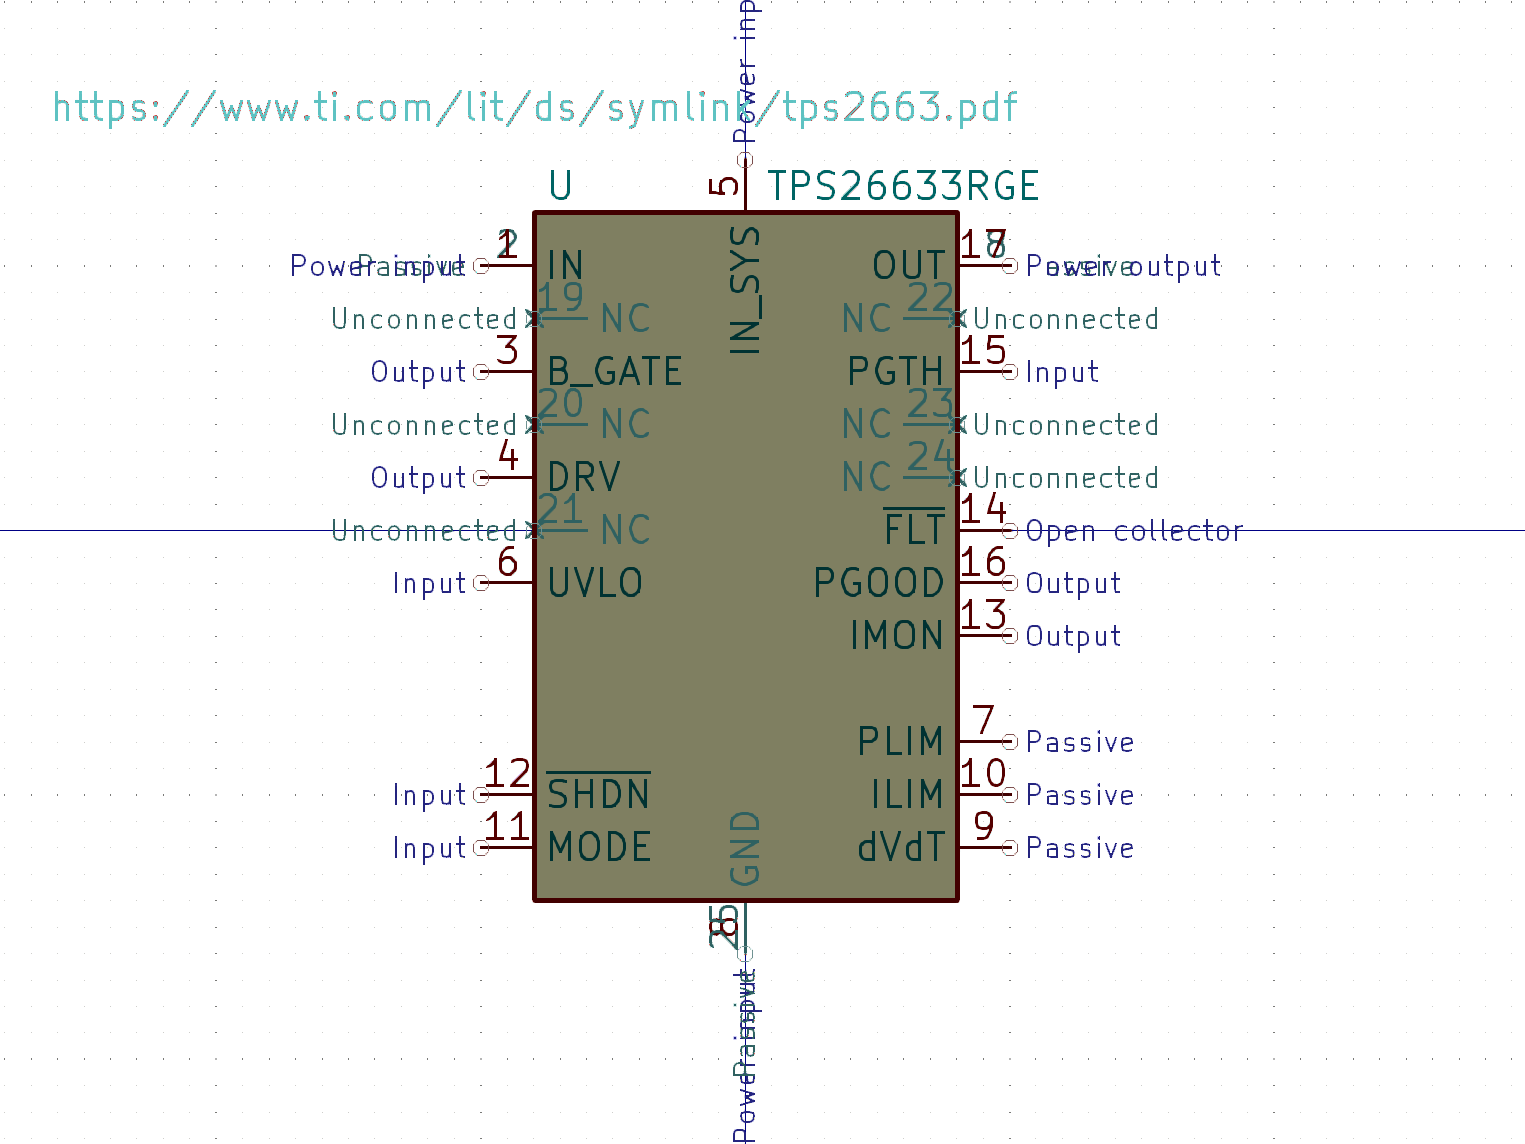 Power input
https://www.ti.com/lit/ds/symlink/tps2663.pdf
U 5 TPS26633RGE
IN_SYS
Power input Passive 1 2 IN OUT 17 8 Passive Power output
Unconnected 19 NC NC 22 Unconnected
Output 3 B_GATE PGTH 15 Input
Unconnected 20 NC NC 23 Unconnected
Output 4 DRV NC 24 Unconnected
Unconnected 21 NC FLT 14 Open collector
Input 6 UVLO PGOOD 16 Output
IMON 13 Output
PLIM 7 Passive
Input 12 SHDN ILIM 10 Passive
Input 11 MODE dVdT 9 Passive
GND
8 25
Power input Passive